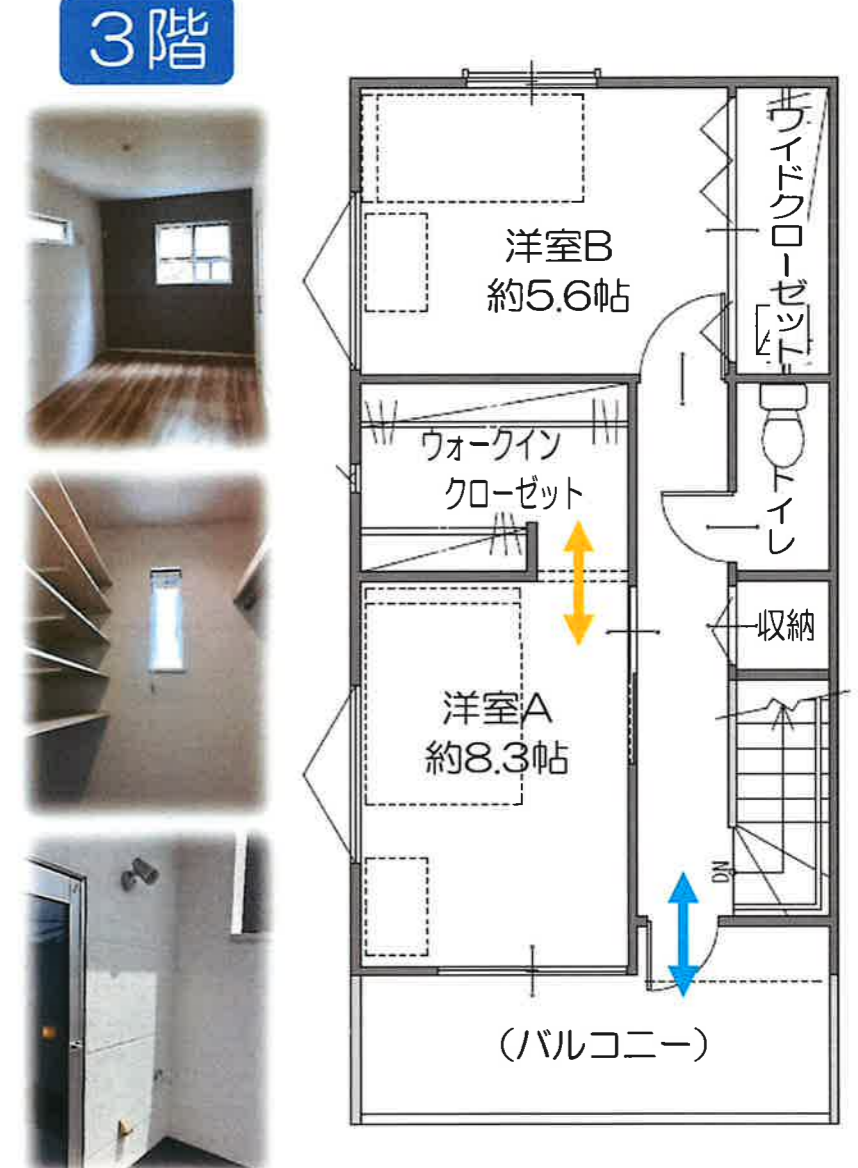 3階
洋室B
約5.6帖
ウイドクローゼット
ウォークイン
クローゼット
トイレ
収納
洋室A
約8.3帖
DN
(バルコニー)